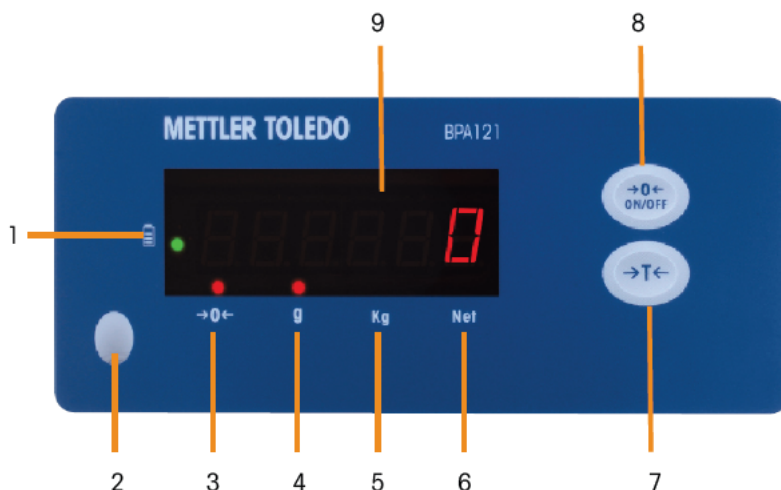 9
8
METTLER TOLEDO BPA121
→0←
ON/OFF
1
0
→T←
→0← g Kg Net
2 3 4 5 6 7